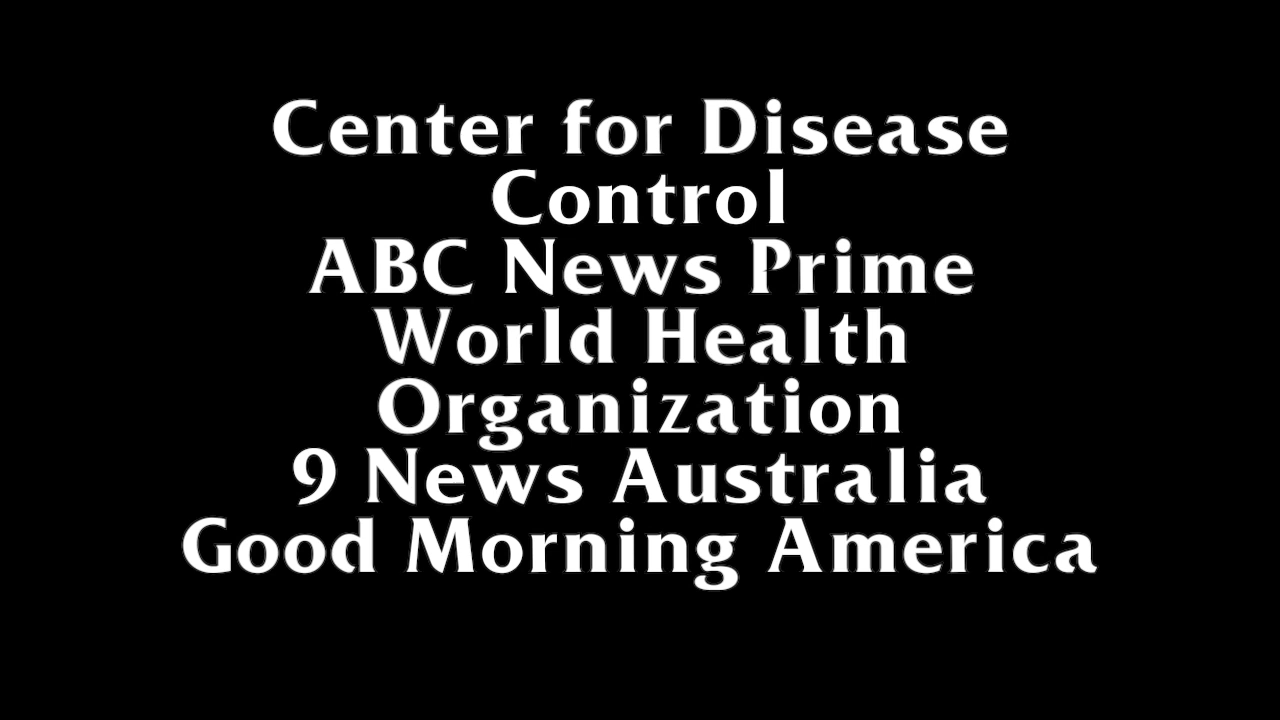 Center for Disease
Control
ABC News Prime
World Health
Organization
9 News Australia
Good Morning America